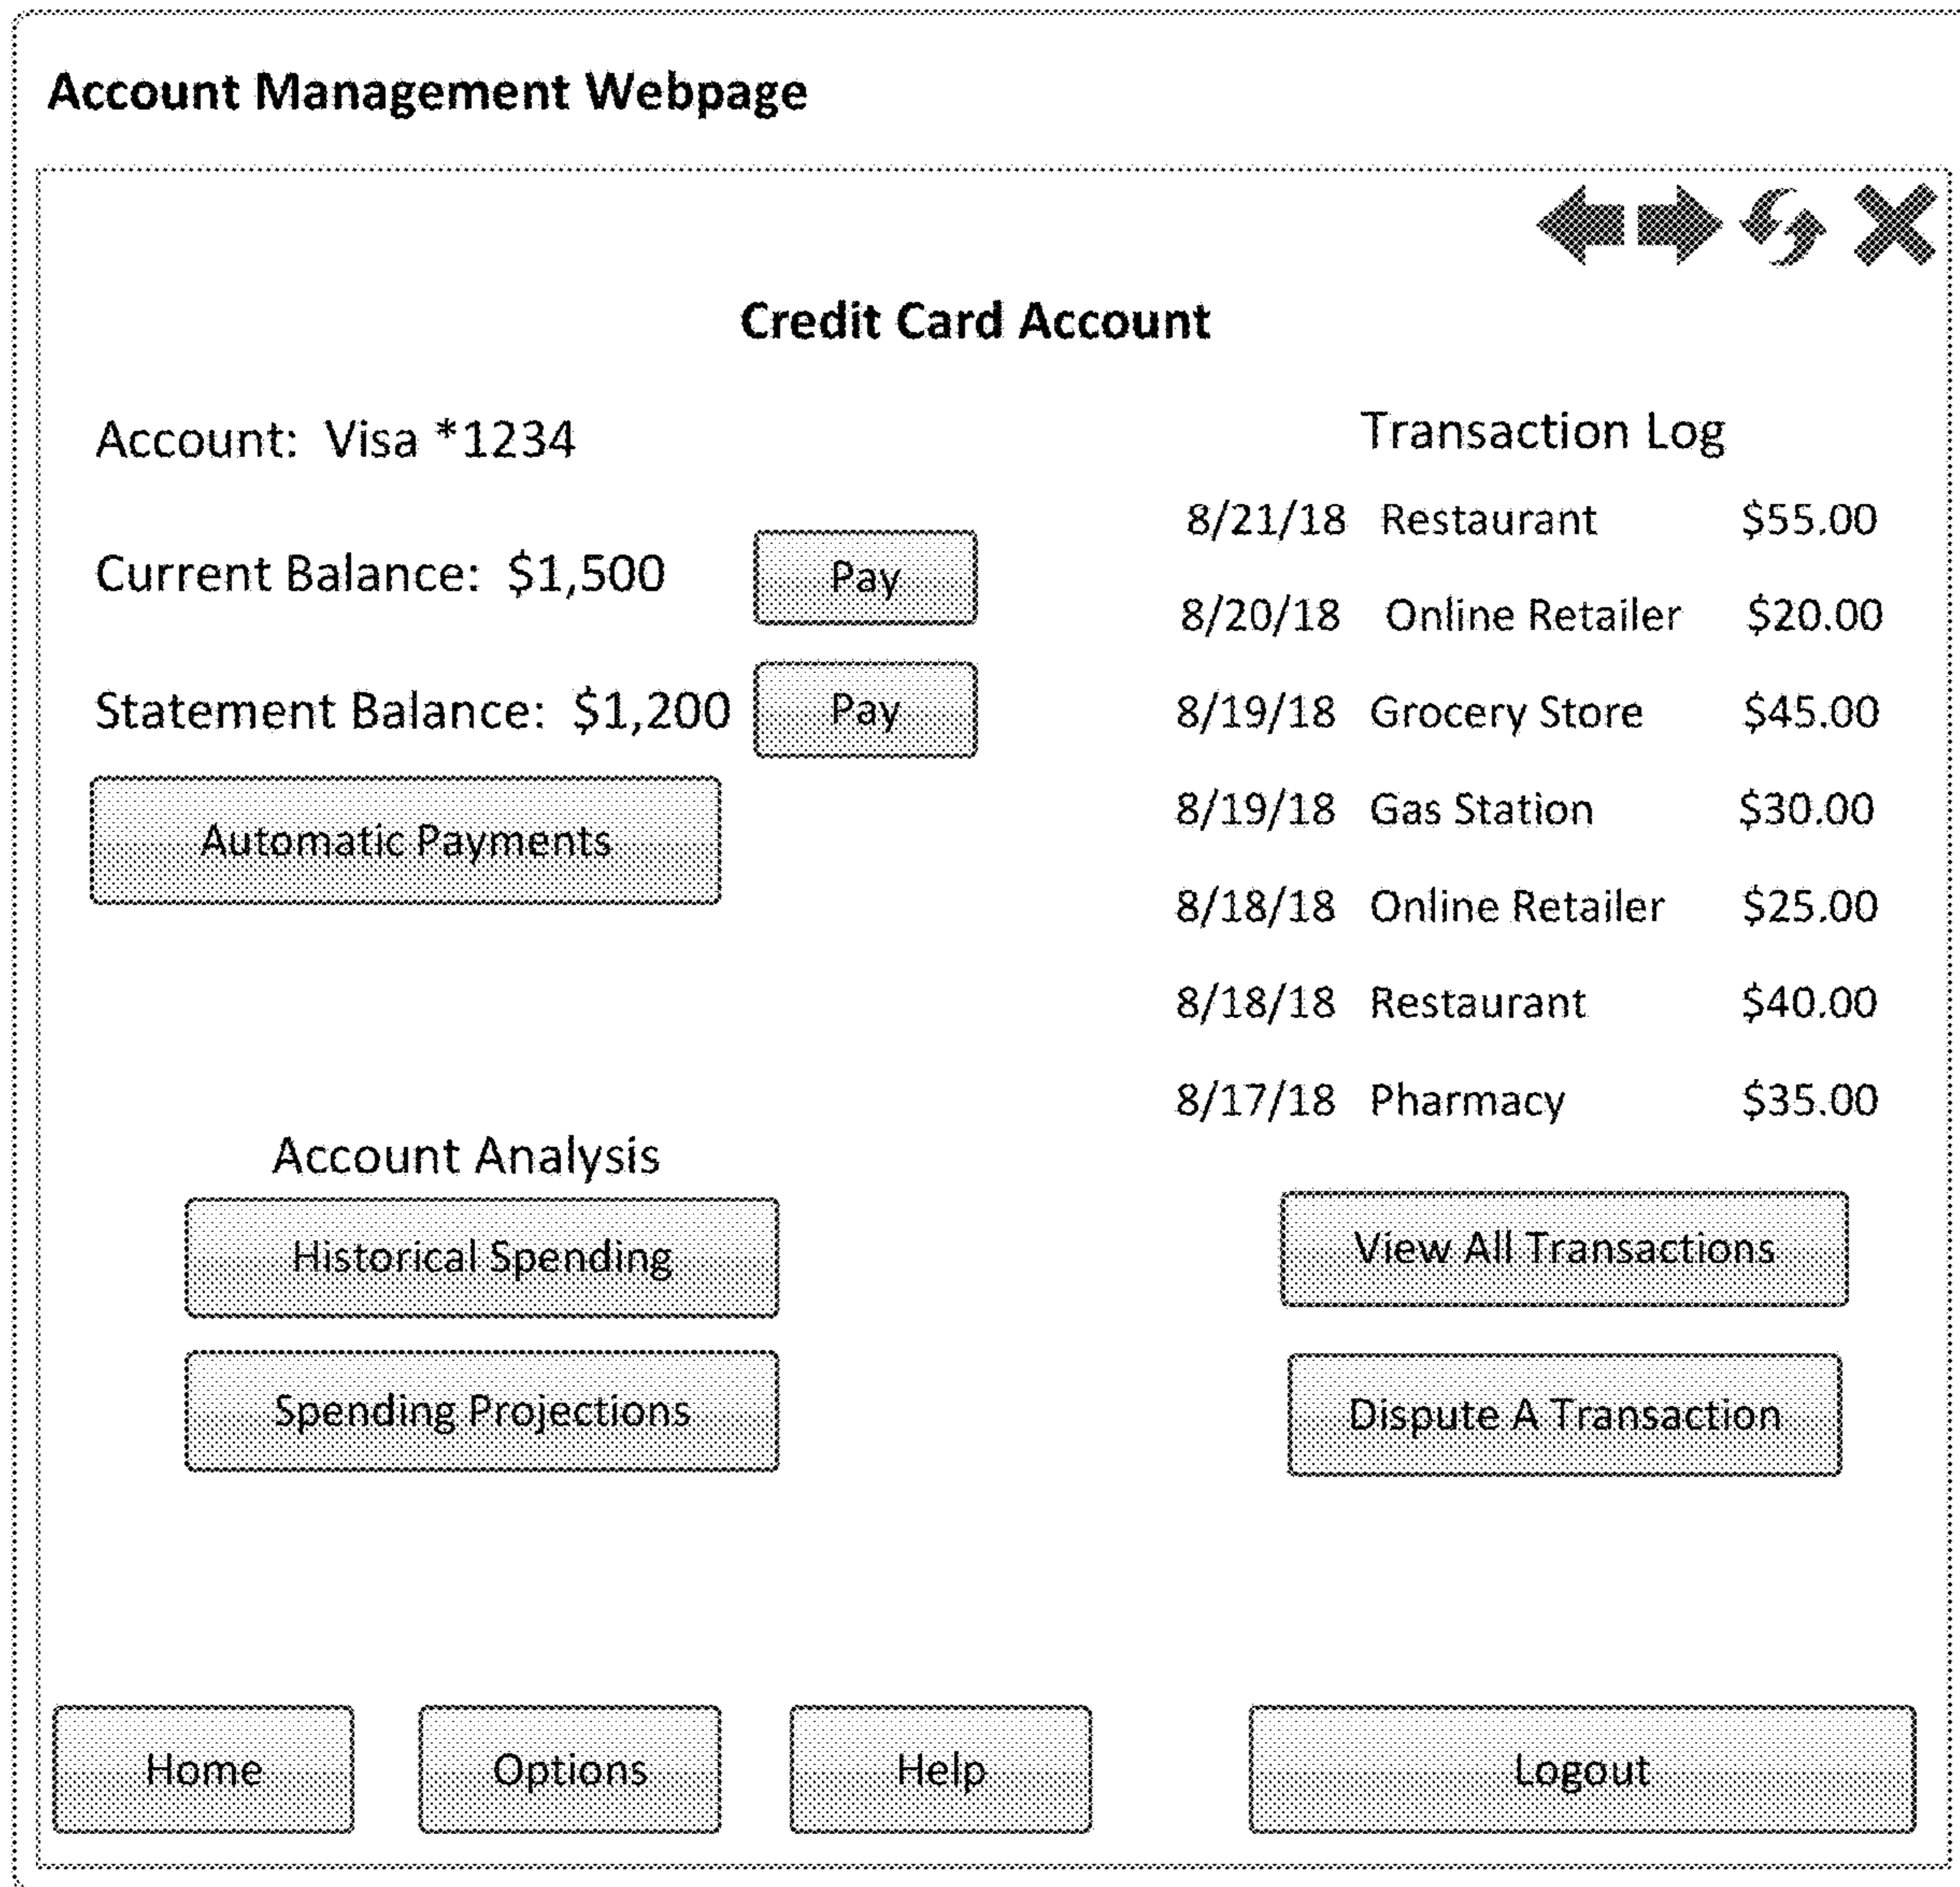 Account Management Webpage
Credit Card Account
Account: Visa *1234
Current Balance: $1,500 Pay
Statement Balance: $1,200 Pay
Automatic Payments
Transaction Log
8/21/18 Restaurant $55.00
8/20/18 Online Retailer $20.00
8/19/18 Grocery Store $45.00
8/19/18 Gas Station $30.00
8/18/18 Online Retailer $25.00
8/18/18 Restaurant $40.00
8/17/18 Pharmacy $35.00
Account Analysis
Historical Spending
Spending Projections
View All Transactions
Dispute A Transaction
Home Options Help Logout